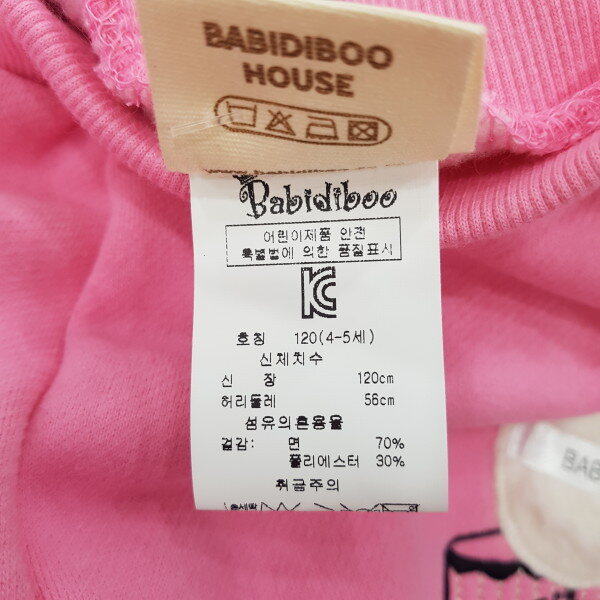 BABIDIBOO
HOUSE
Babidiboo
어린이제품 안전
특별법에 의한 품질표시
호칭 120(4-5세)
신체치수
신 장 120cm
허리둘레 56cm
섬유의혼용율
겉감: 면 70%
폴리에스터 30%
취급주의
BAB